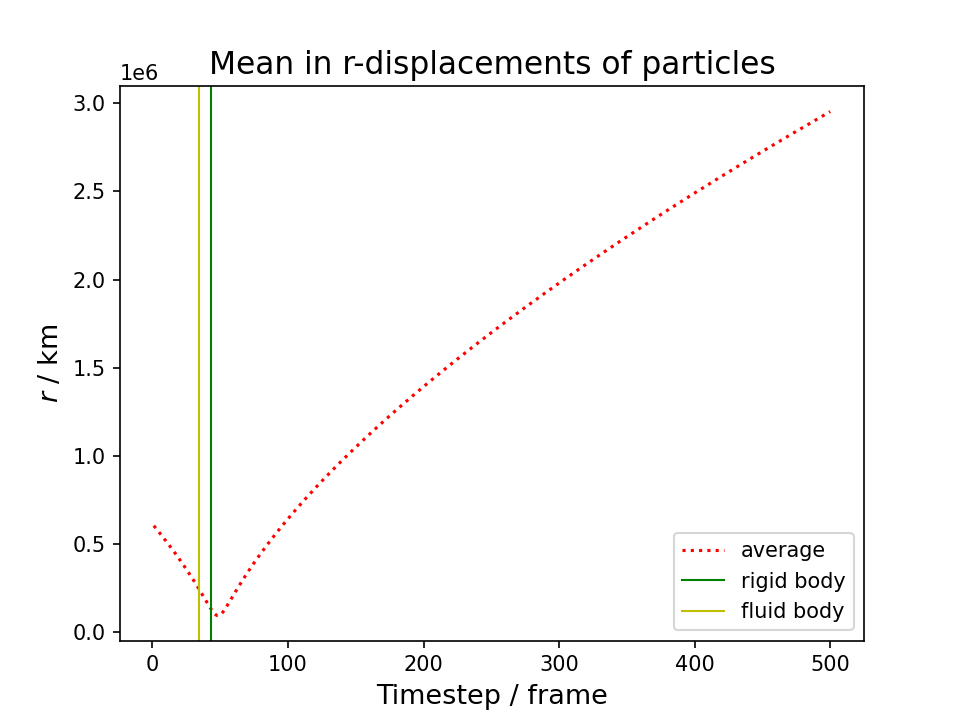 Mean in r-displacements of particles
1e6
3.0
2.5
2.0
1.5
1.0
0.5
0.0
r / km
0 100 200 300 400 500
Timestep / frame
average
rigid body
fluid body